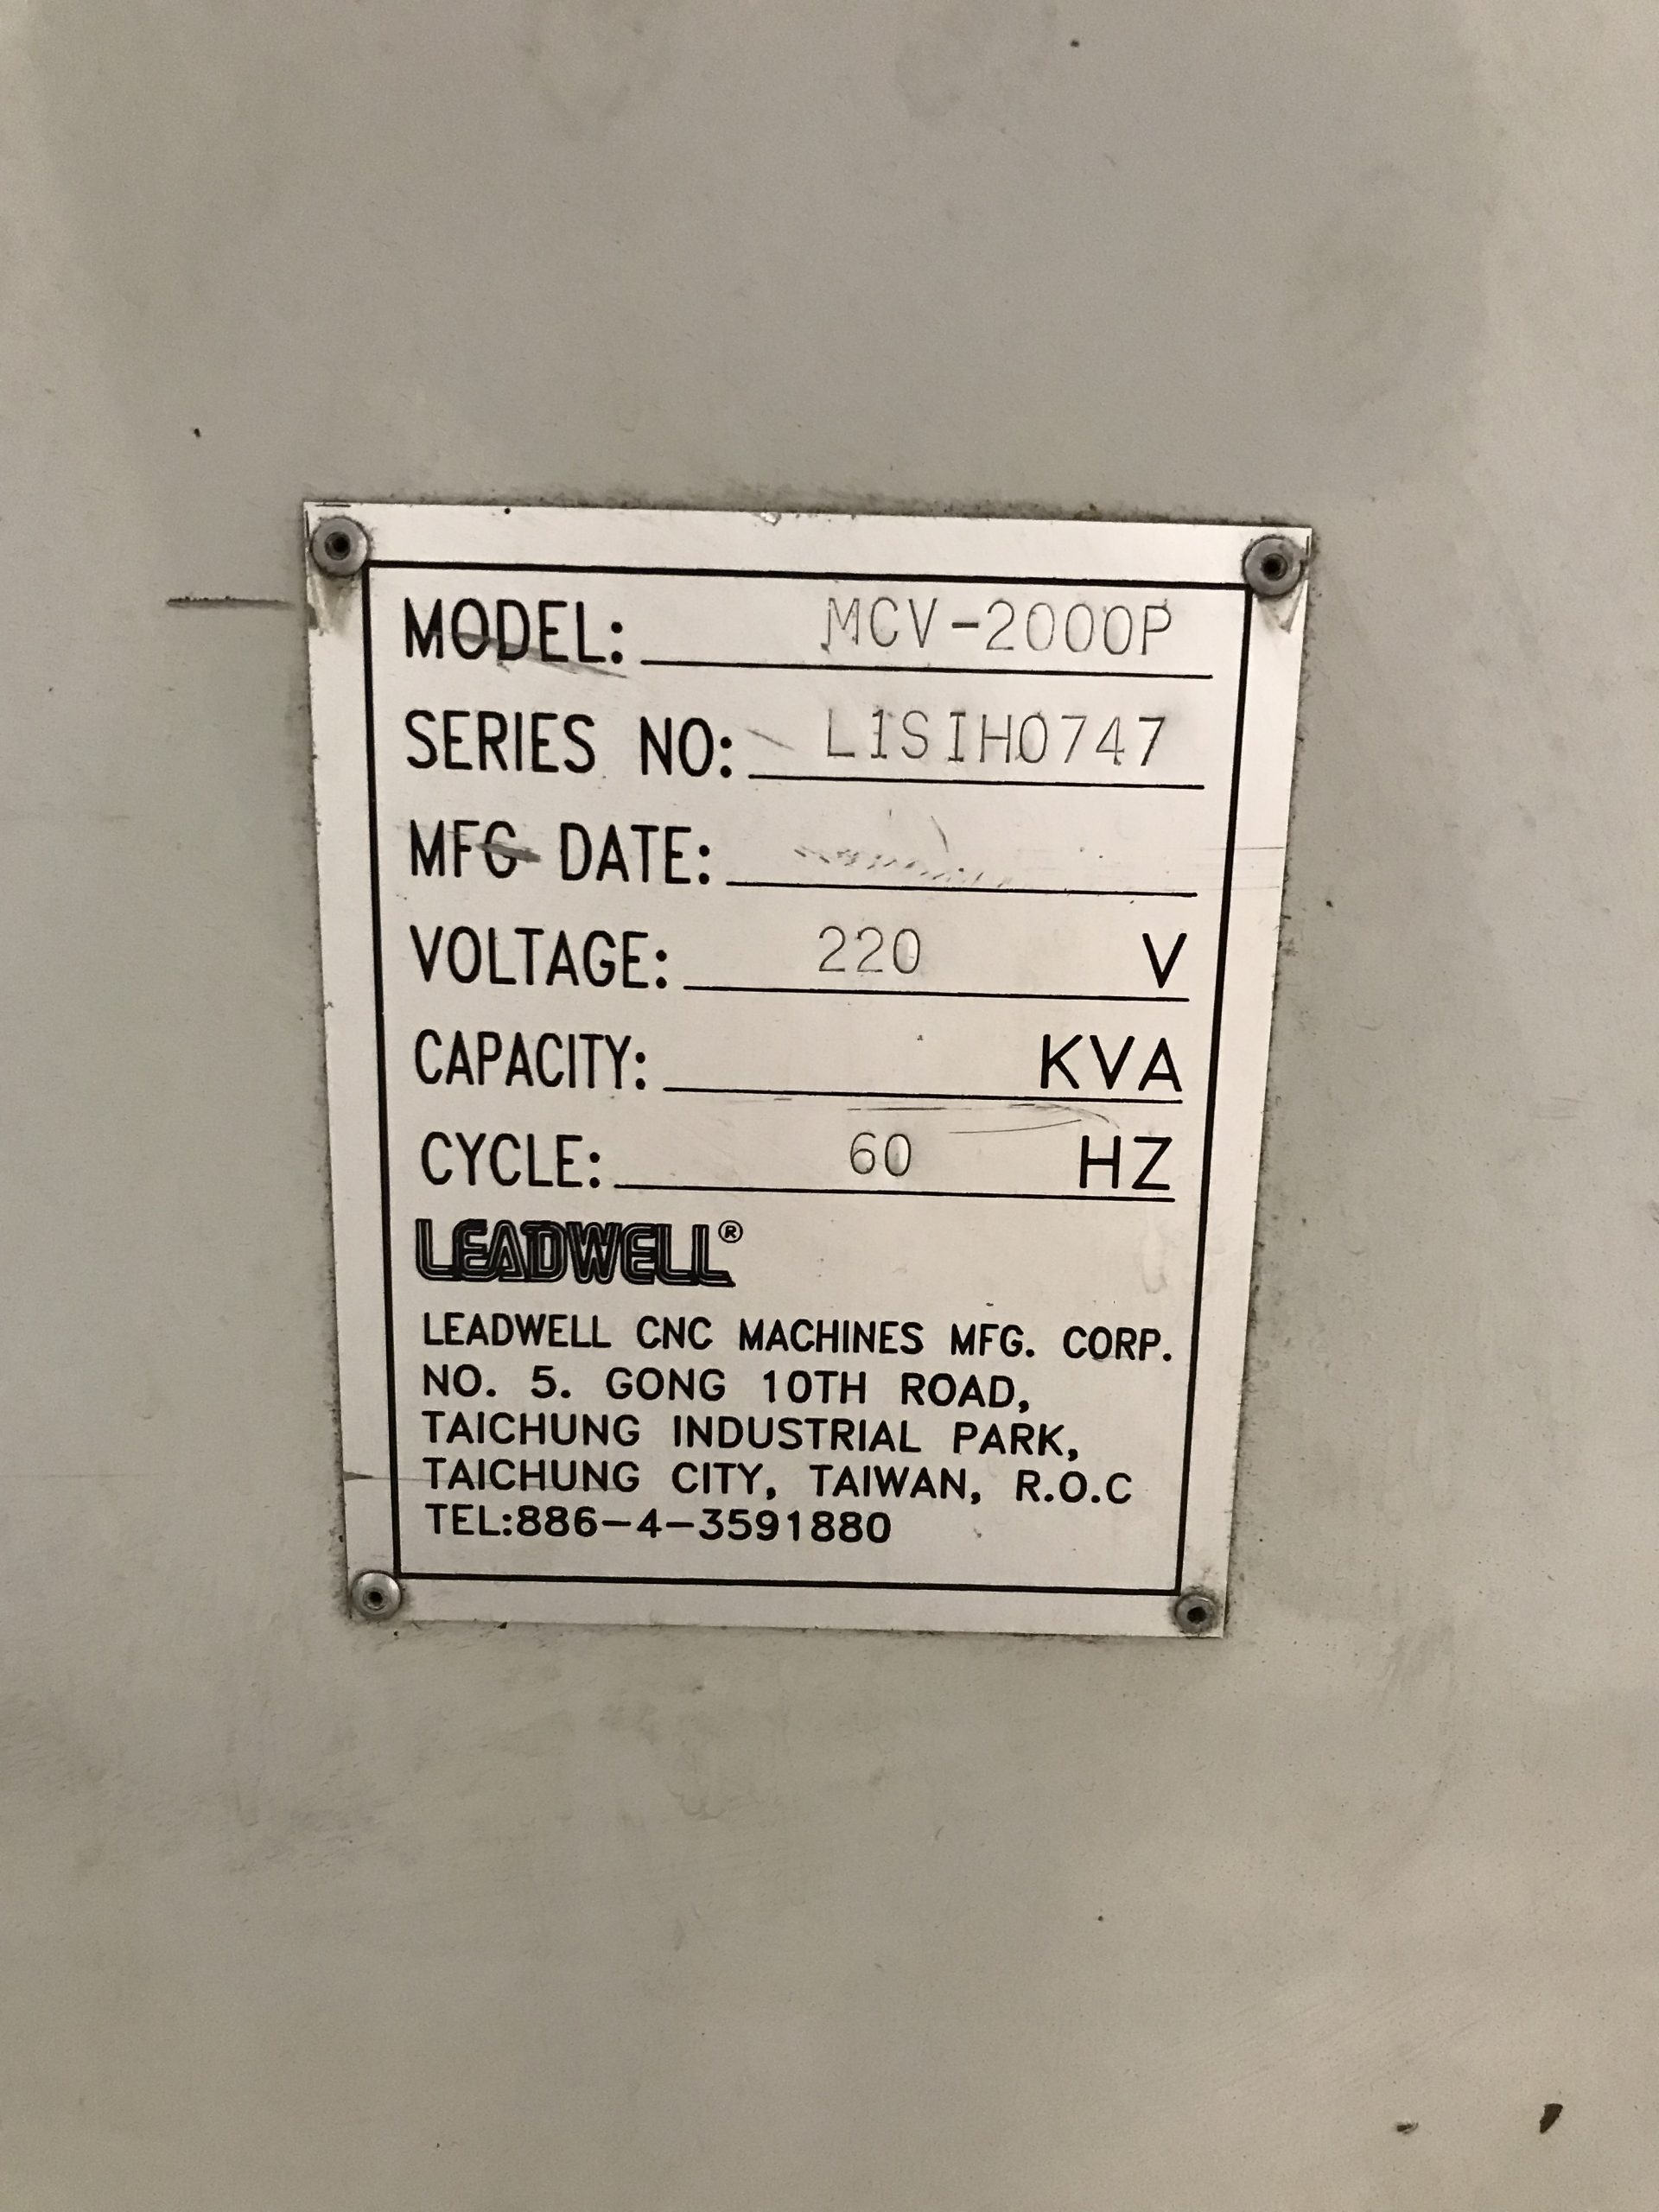 MODEL: MCV-2000P
SERIES NO: L1SIH0747
MFG DATE:
VOLTAGE: 220 V
CAPACITY: KVA
CYCLE: 60 HZ
LEADWELL®
LEADWELL CNC MACHINES MFG. CORP.
NO. 5. GONG 10TH ROAD,
TAICHUNG INDUSTRIAL PARK,
TAICHUNG CITY, TAIWAN, R.O.C
TEL:886-4-3591880